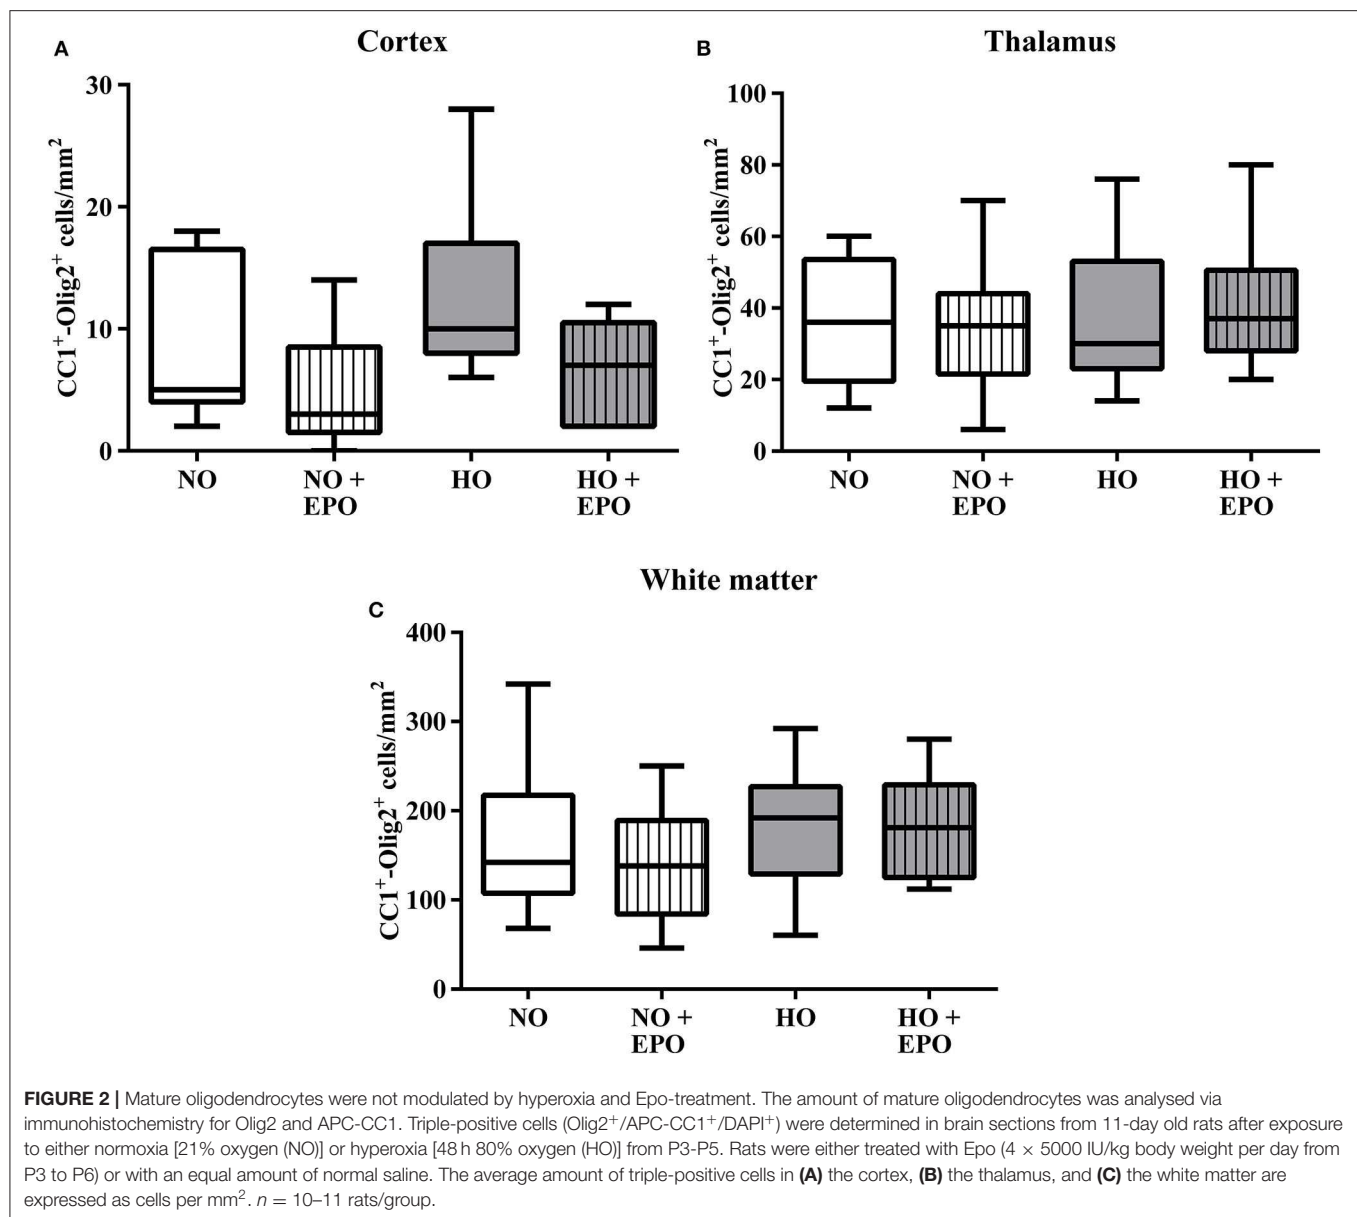 A
Cortex
CC1⁺-Olig2⁺ cells/mm²
30
20
10
0
NO
NO +
EPO
HO
HO +
EPO
B
Thalamus
CC1⁺-Olig2⁺ cells/mm²
100
80
60
40
20
0
NO
NO +
EPO
HO
HO +
EPO
C
White matter
CC1⁺-Olig2⁺ cells/mm²
400
300
200
100
0
NO
NO +
EPO
HO
HO +
EPO
FIGURE 2 | Mature oligodendrocytes were not modulated by hyperoxia and Epo-treatment. The amount of mature oligodendrocytes was analysed via
immunohistochemistry for Olig2 and APC-CC1. Triple-positive cells (Olig2⁺/APC-CC1⁺/DAPI⁺) were determined in brain sections from 11-day old rats after exposure
to either normoxia [21% oxygen (NO)] or hyperoxia [48 h 80% oxygen (HO)] from P3-P5. Rats were either treated with Epo (4 × 5000 IU/kg body weight per day from
P3 to P6) or with an equal amount of normal saline. The average amount of triple-positive cells in (A) the cortex, (B) the thalamus, and (C) the white matter are
expressed as cells per mm². n = 10–11 rats/group.